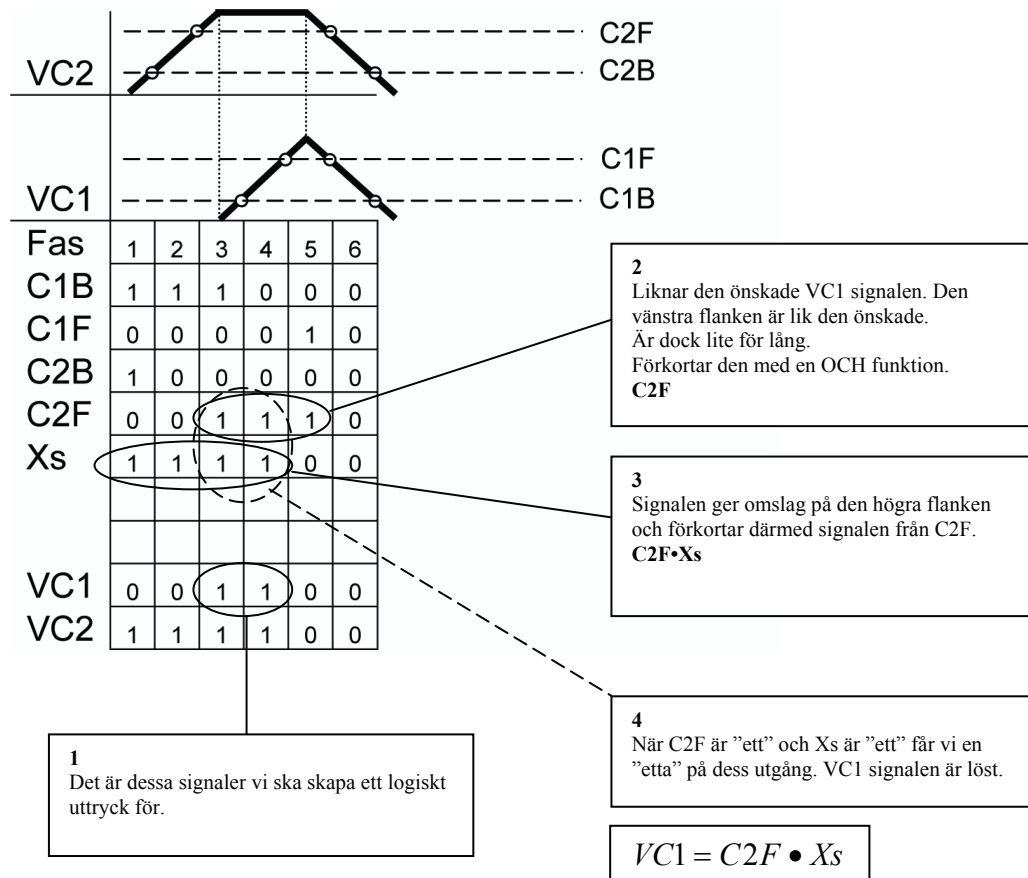 C2F
VC2
C2B
C1F
VC1
C1B
Fas 1 2 3 4 5 6
C1B 1 1 1 0 0 0
C1F 0 0 0 0 1 0
C2B 1 0 0 0 0 0
C2F 0 0 1 1 1 0
Xs 1 1 1 1 0 0
VC1 0 0 1 1 0 0
VC2 1 1 1 1 0 0
2
Liknar den önskade VC1 signalen. Den
vänstra flanken är lik den önskade.
Är dock lite för lång.
Förkortar den med en OCH funktion.
C2F
3
Signalen ger omslag på den högra flanken
och förkortar därmed signalen från C2F.
C2F•Xs
4
När C2F är ”ett” och Xs är ”ett” får vi en
”etta” på dess utgång. VC1 signalen är löst.
1
Det är dessa signaler vi ska skapa ett logiskt
uttryck för.
VC1 = C2F • Xs